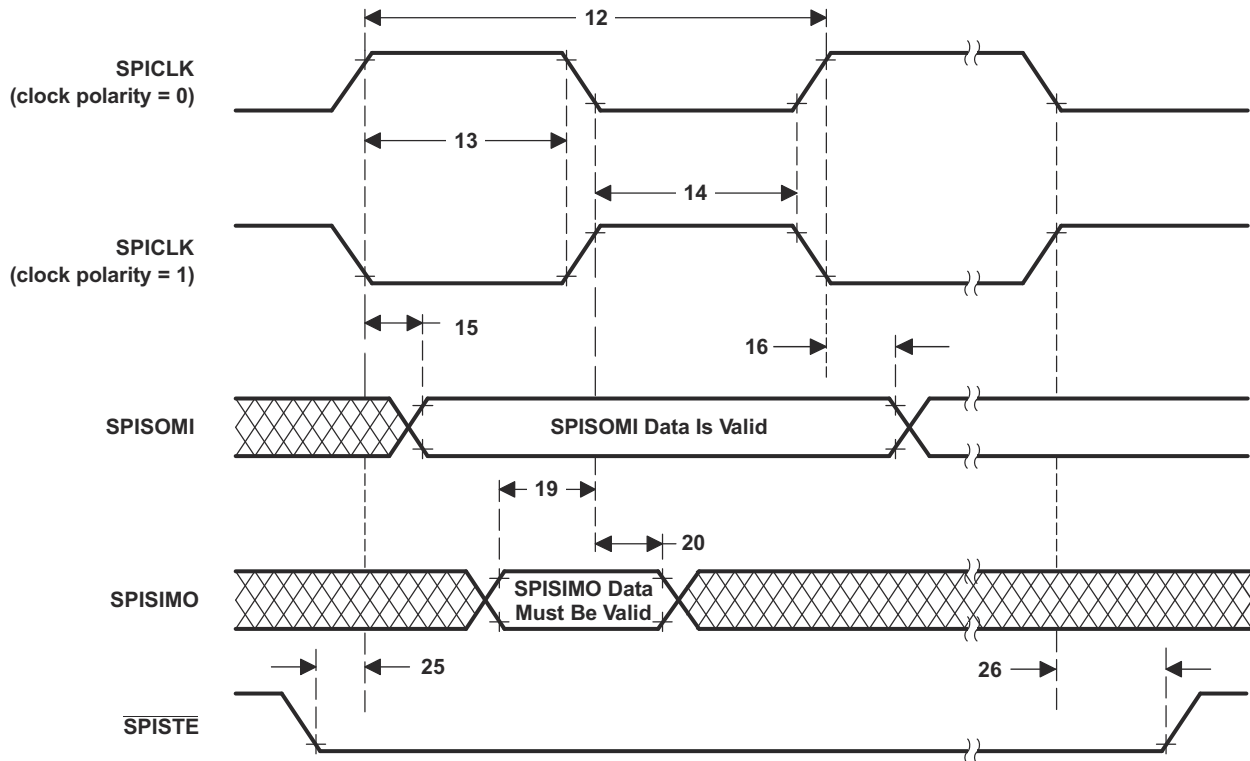 12
SPICLK
(clock polarity = 0)
13
14
SPICLK
(clock polarity = 1)
15
16
SPISOMI
SPISOMI Data Is Valid
19
20
SPISIMO
SPISIMO Data
Must Be Valid
25
26
SPISTE